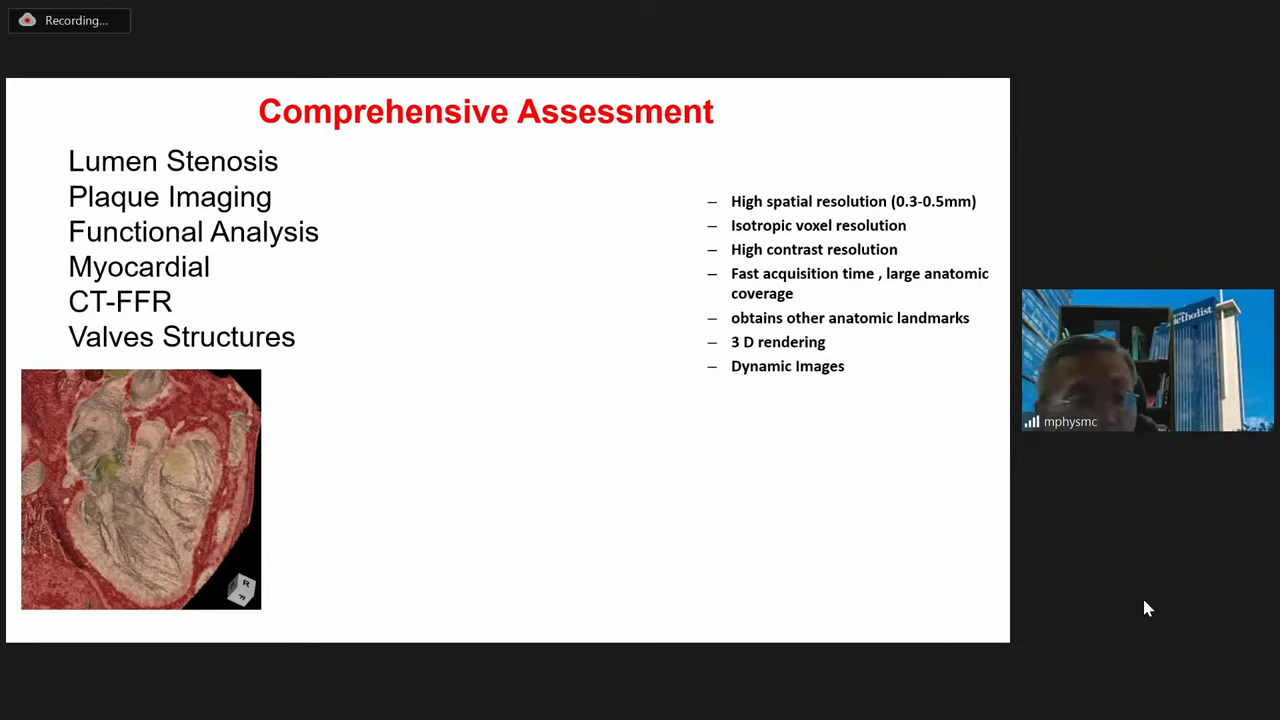 Recording...
Comprehensive Assessment
Lumen Stenosis
Plaque Imaging
Functional Analysis
Myocardial
CT-FFR
Valves Structures
– High spatial resolution (0.3-0.5mm)
– Isotropic voxel resolution
– High contrast resolution
– Fast acquisition time , large anatomic
coverage
– obtains other anatomic landmarks
– 3 D rendering
– Dynamic Images
Methodist
mphysmc
R
F